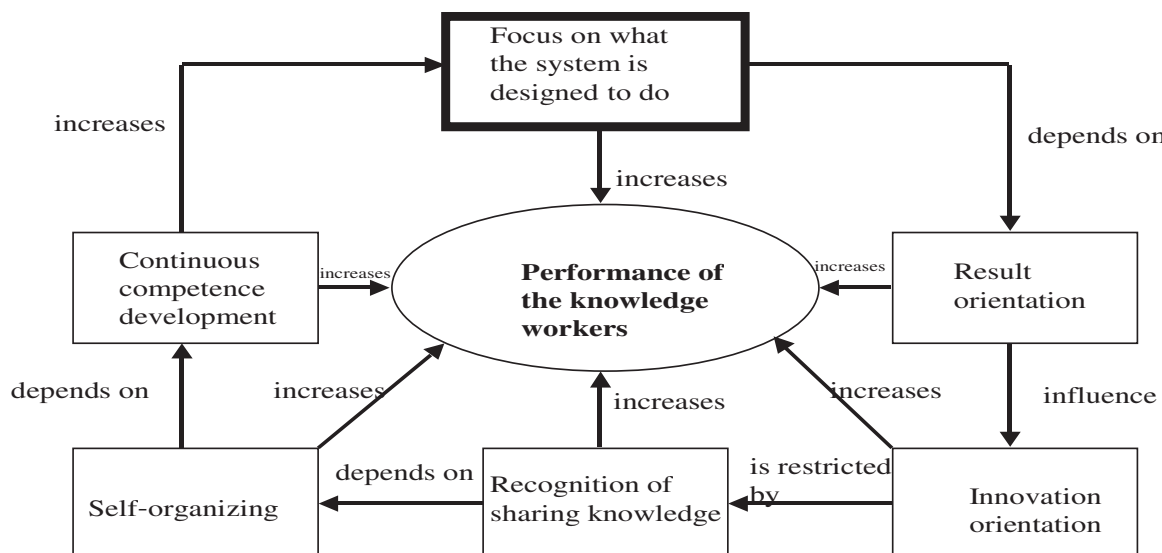 Focus on what
the system is
designed to do
increases
depends on
increases
Continuous
competence
development
increases
Performance of
the knowledge
workers
increases
Result
orientation
depends on
increases
increases
increases
influence
Self-organizing
depends on
Recognition of
sharing knowledge
is restricted
by
Innovation
orientation